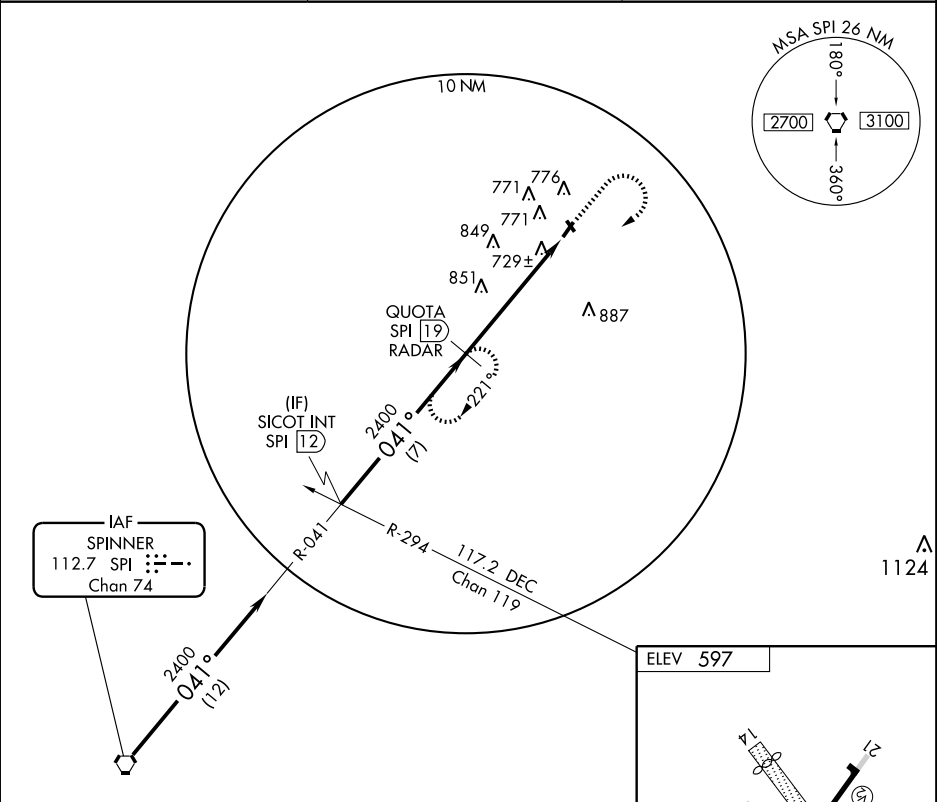 MSA SPI 26 NM
180°
2700
3100
360°
10 NM
771
776
771
849
729±
851
887
QUOTA
SPI 19
RADAR
221°
(IF)
SICOT INT
SPI 12
2400
041°
(7)
R-041
R-294
117.2 DEC
Chan 119
1124
IAF
SPINNER
112.7 SPI
Chan 74
2400
041°
(12)
ELEV 597
14
21